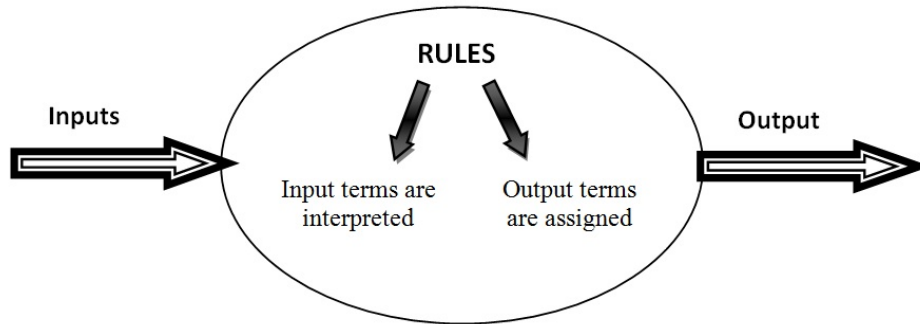 RULES
Inputs
Output
Input terms are
interpreted
Output terms
are assigned